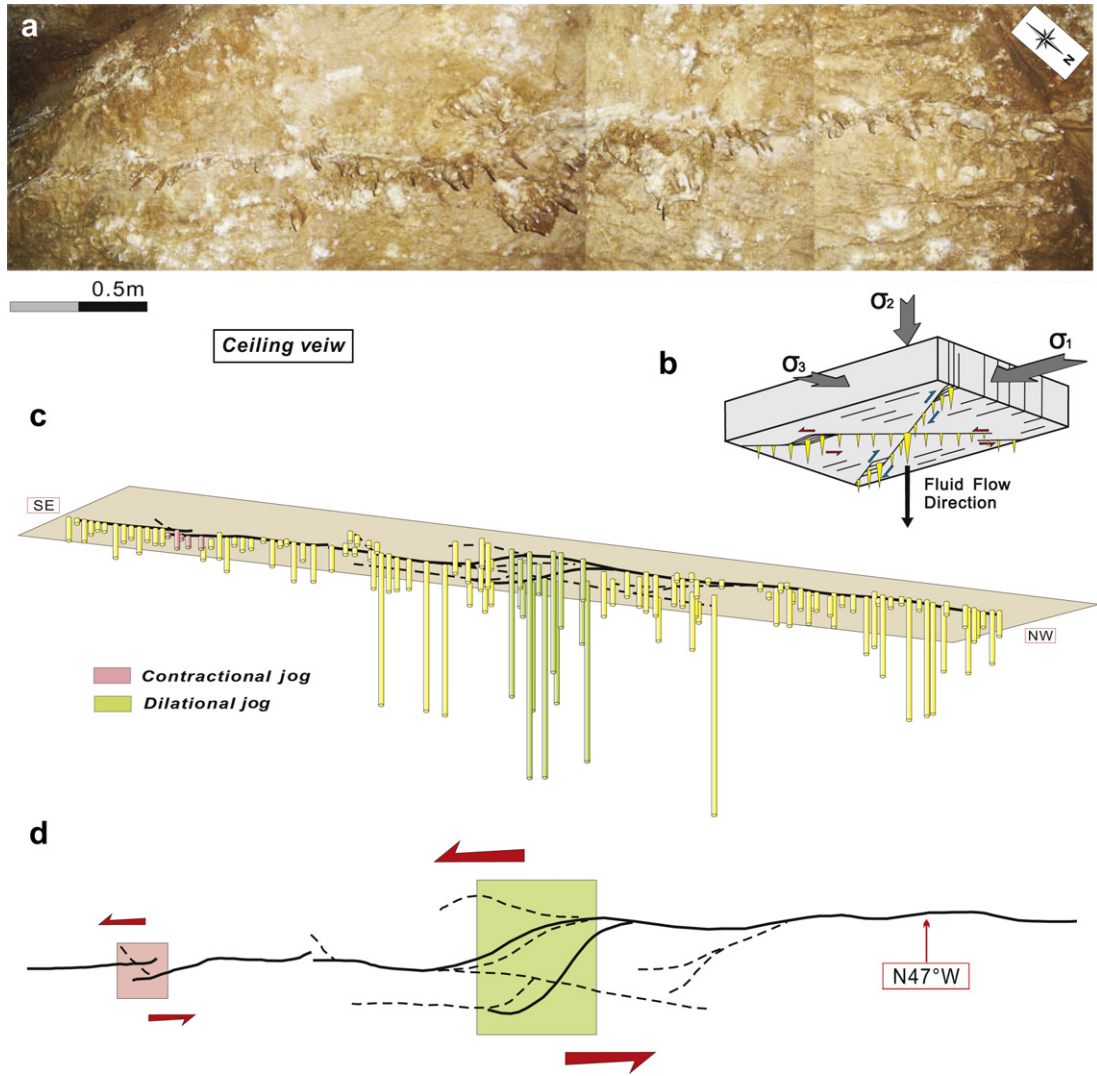 a
N
0.5m
Ceiling veiw
b
σ2
σ1
σ3
Fluid Flow
Direction
c
SE
NW
Contractional jog
Dilational jog
d
N47°W